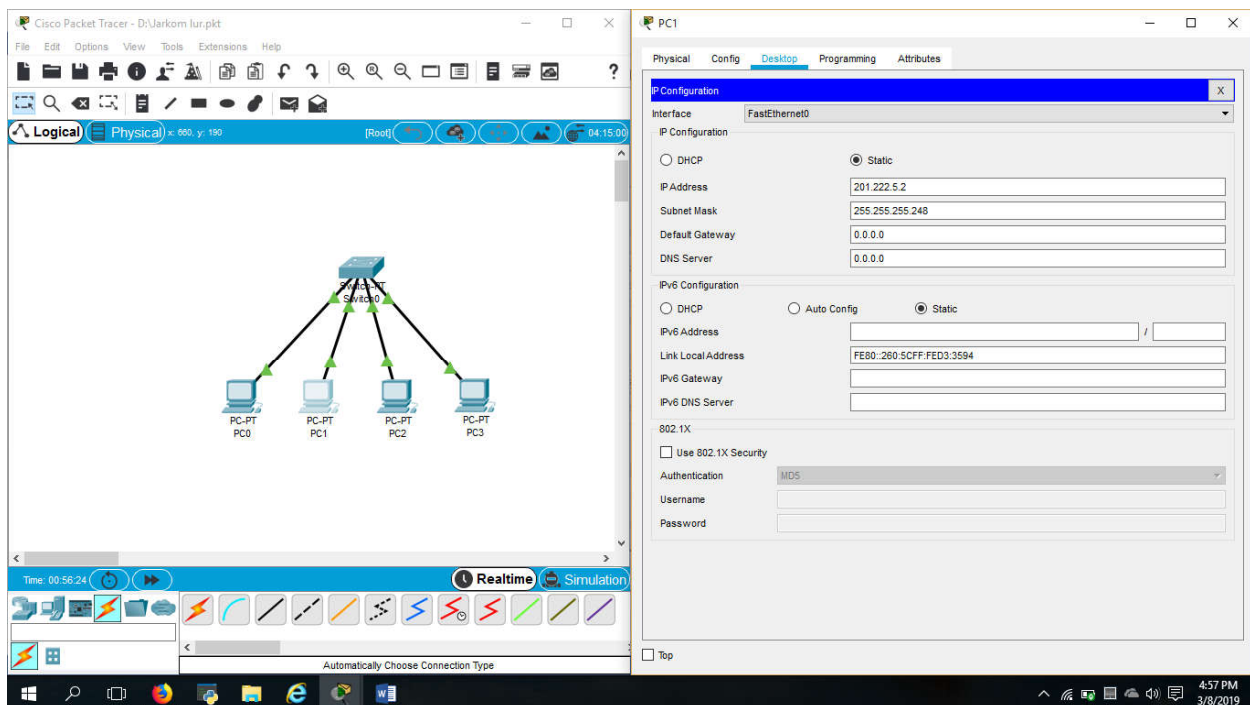 Cisco Packet Tracer - D:\Jarkom lur.pkt
File Edit Options View Tools Extensions Help
?
Logical Physical x: 660, y: 190 [Root] 04:15:00
Switch-PT
Switch0
PC-PT PC-PT PC-PT PC-PT
PC0 PC1 PC2 PC3
Time: 00:56:24 Realtime Simulation
Automatically Choose Connection Type
PC1
Physical Config Desktop Programming Attributes
IP Configuration X
Interface FastEthernet0
IP Configuration
DHCP Static
IP Address 201.222.5.2
Subnet Mask 255.255.255.248
Default Gateway 0.0.0.0
DNS Server 0.0.0.0
IPv6 Configuration
DHCP Auto Config Static
IPv6 Address /
Link Local Address FE80::260:5CFF:FED3:3594
IPv6 Gateway
IPv6 DNS Server
802.1X
Use 802.1X Security
Authentication MD5
Username
Password
Top
4:57 PM
3/8/2019